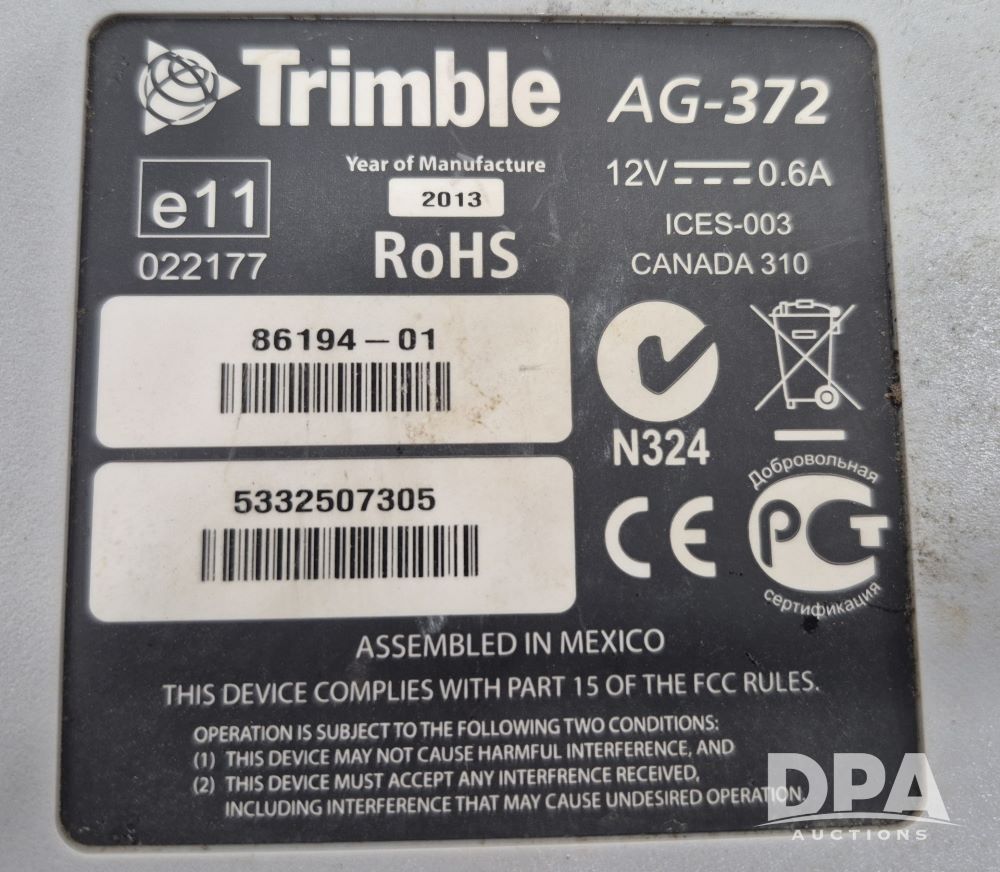 Trimble AG-372
e11
022177
Year of Manufacture
2013
RoHS
12V 0.6A
ICES-003
CANADA 310
86194-01
5332507305
N324
CE
Добровольная
РСТ
сертификация
ASSEMBLED IN MEXICO
THIS DEVICE COMPLIES WITH PART 15 OF THE FCC RULES.
OPERATION IS SUBJECT TO THE FOLLOWING TWO CONDITIONS:
(1) THIS DEVICE MAY NOT CAUSE HARMFUL INTERFERENCE, AND
(2) THIS DEVICE MUST ACCEPT ANY INTERFRENCE RECEIVED,
INCLUDING INTERFERENCE THAT MAY CAUSE UNDESIRED OPERATION.
DPA
AUCTIONS